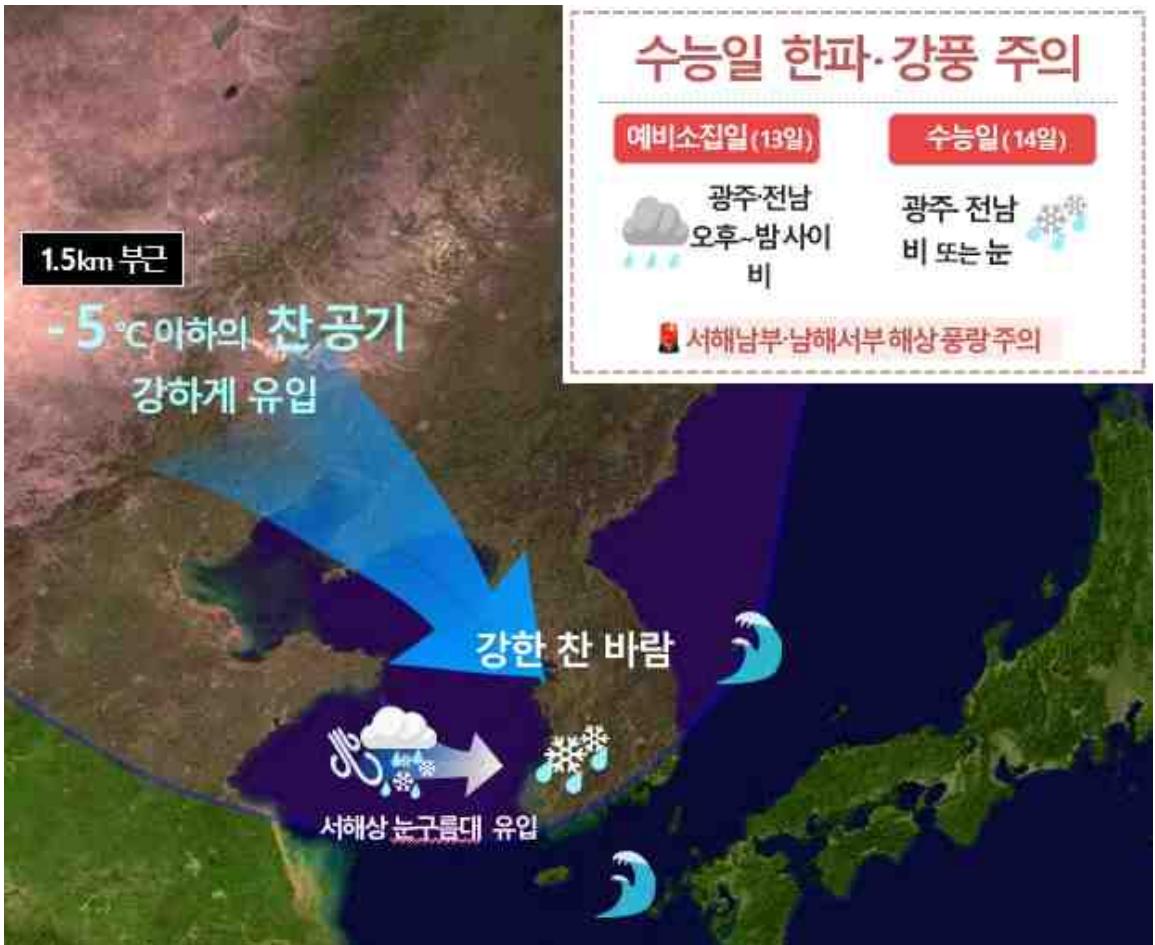 수능일 한파·강풍 주의
예비소집일 (13일)
광주·전남
오후~밤 사이
비
수능일 (14일)
광주· 전남
비 또는 눈
서해남부·남해서부 해상 풍랑 주의
1.5km 부근
- 5 ℃ 이하의 찬 공기
강하게 유입
강한 찬 바람
서해상 눈구름대 유입